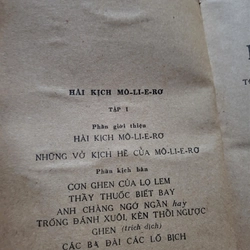 HÀI KỊCH MÔ-LI-E-RƠ
TẬP I
Phần giới thiệu
HÀI KỊCH MÔ-LI-E-RƠ
NHỮNG VỞ KỊCH HỀ CỦA MÔ-LI-E-RƠ
Phần kịch bản
CƠN GHEN CỦA LỌ LEM
THẦY THUỐC BIẾT BAY
ANH CHÀNG NGỚ NGẨN hay
TRỐNG ĐÁNH XUÔI, KÈN THỔI NGƯỢC
GHEN (trích dịch)
CÁC BÀ ĐÀI CÁC LỐ BỊCH